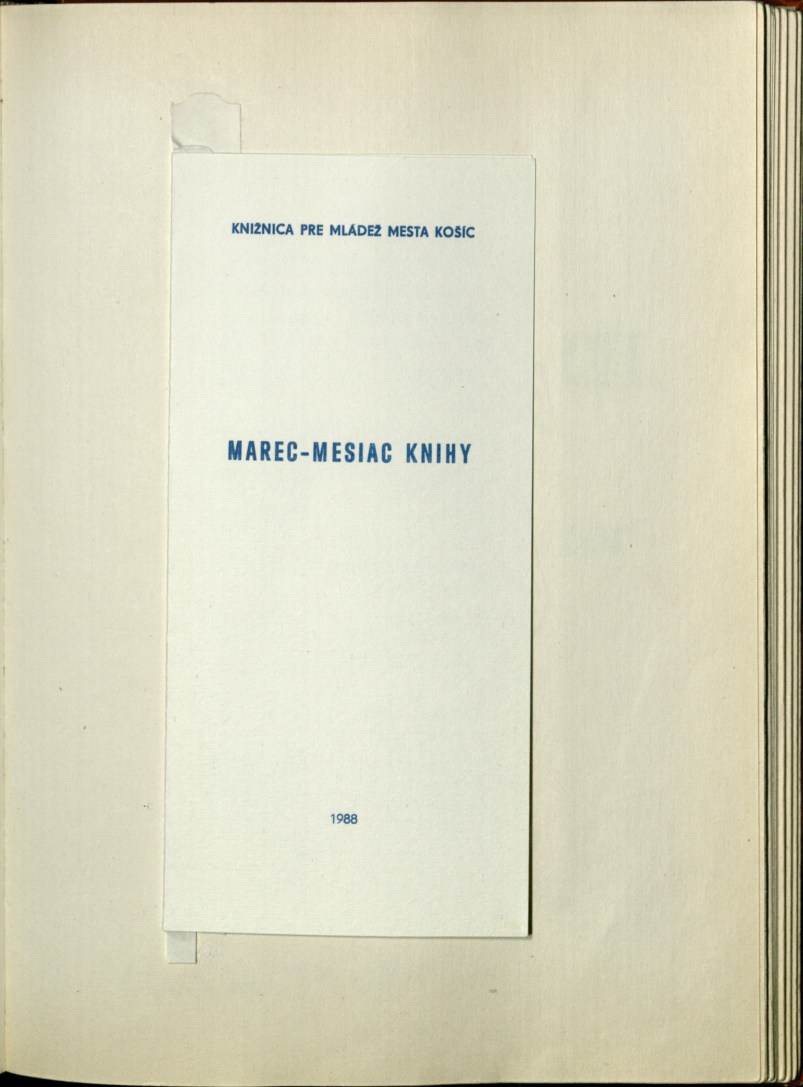 KNIŽNICA PRE MLÁDEŽ MESTA KOŠÍC
MAREC-MESIAC KNIHY
1988